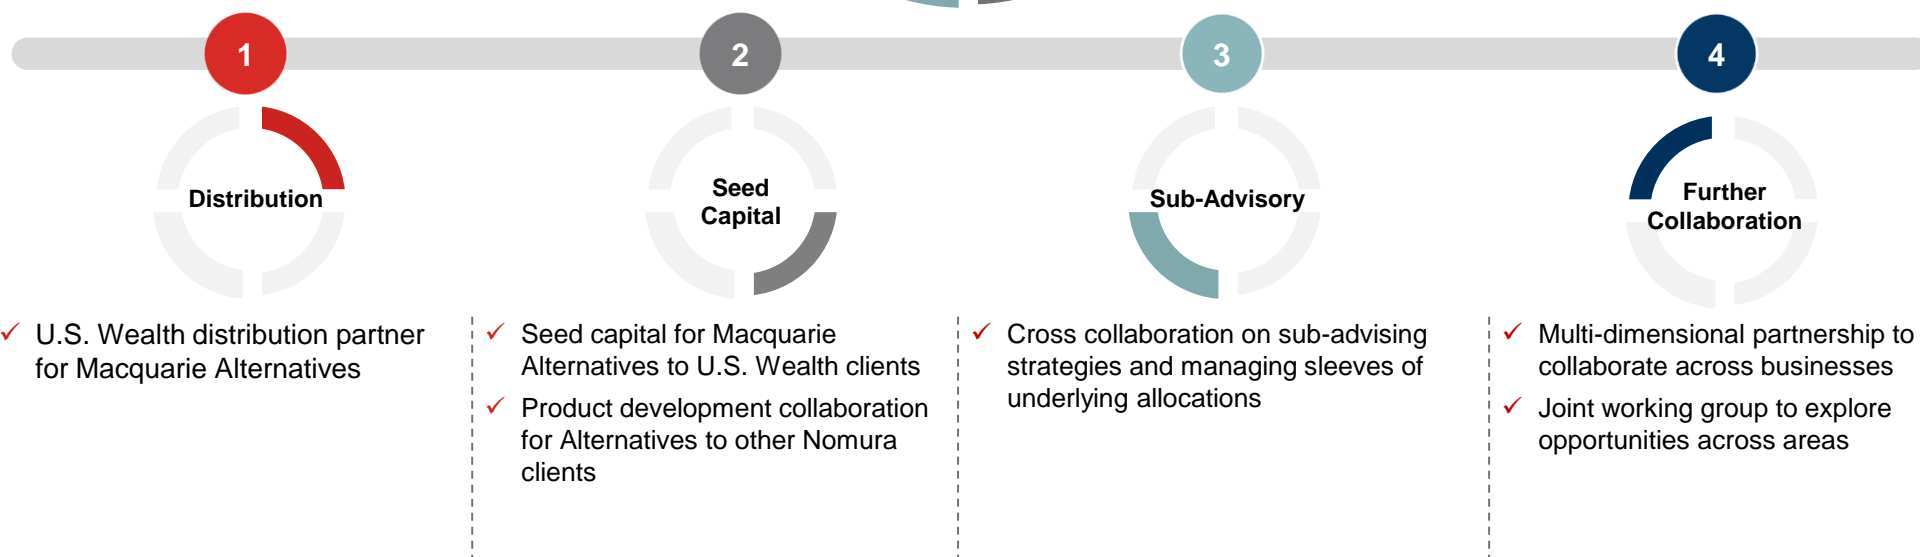 1
2
3
4
Distribution
Seed
Capital
Sub-Advisory
Further
Collaboration
✓ U.S. Wealth distribution partner
for Macquarie Alternatives
✓ Seed capital for Macquarie
Alternatives to U.S. Wealth clients
✓ Product development collaboration
for Alternatives to other Nomura
clients
✓ Cross collaboration on sub-advising
strategies and managing sleeves of
underlying allocations
✓ Multi-dimensional partnership to
collaborate across businesses
✓ Joint working group to explore
opportunities across areas